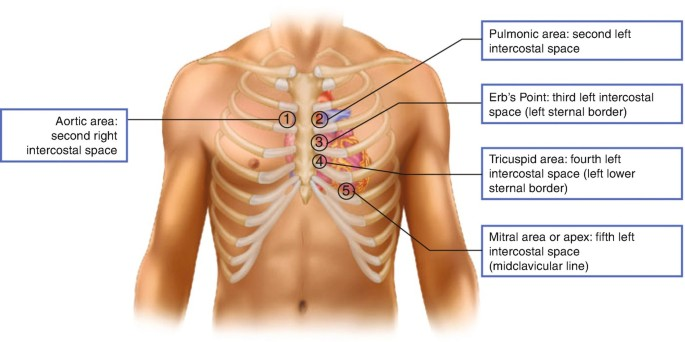 Aortic area:
second right
intercostal space
1
2
3
4
5
Pulmonic area: second left
intercostal space
Erb's Point: third left intercostal
space (left sternal border)
Tricuspid area: fourth left
intercostal space (left lower
sternal border)
Mitral area or apex: fifth left
intercostal space
(midclavicular line)